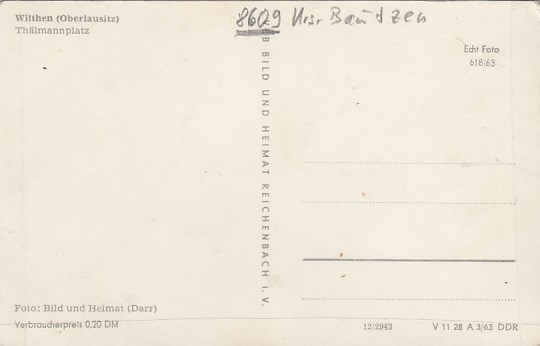 Wilthen (Oberlausitz)
Thälmannplatz
8609 Krs. Bautzen
Echt Foto
618/63
B BILD UND HEIMAT REICHENBACH I. V.
Foto: Bild und Heimat (Darr)
Verbraucherpreis 0,20 DM
12/2943
V 11 28 A 3/63 DDR